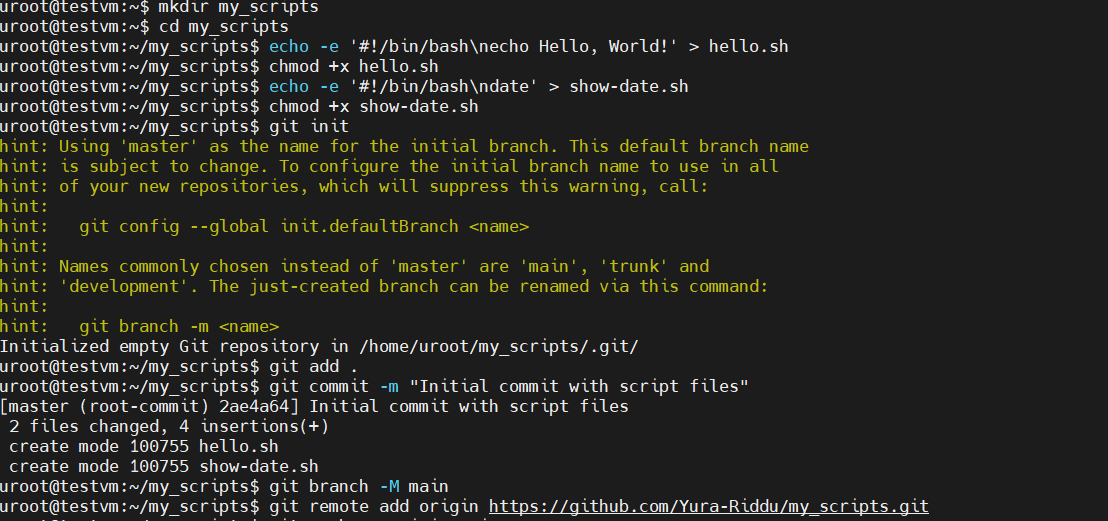 uroot@testvm:~$ mkdir my_scripts
uroot@testvm:~$ cd my_scripts
uroot@testvm:~/my_scripts$ echo -e '#!/bin/bash\necho Hello, World!' > hello.sh
uroot@testvm:~/my_scripts$ chmod +x hello.sh
uroot@testvm:~/my_scripts$ echo -e '#!/bin/bash\ndate' > show-date.sh
uroot@testvm:~/my_scripts$ chmod +x show-date.sh
uroot@testvm:~/my_scripts$ git init
hint: Using 'master' as the name for the initial branch. This default branch name
hint: is subject to change. To configure the initial branch name to use in all
hint: of your new repositories, which will suppress this warning, call:
hint:
hint:   git config --global init.defaultBranch <name>
hint:
hint: Names commonly chosen instead of 'master' are 'main', 'trunk' and
hint: 'development'. The just-created branch can be renamed via this command:
hint:
hint:   git branch -m <name>
Initialized empty Git repository in /home/uroot/my_scripts/.git/
uroot@testvm:~/my_scripts$ git add .
uroot@testvm:~/my_scripts$ git commit -m "Initial commit with script files"
[master (root-commit) 2ae4a64] Initial commit with script files
 2 files changed, 4 insertions(+)
 create mode 100755 hello.sh
 create mode 100755 show-date.sh
uroot@testvm:~/my_scripts$ git branch -M main
uroot@testvm:~/my_scripts$ git remote add origin https://github.com/Yura-Riddu/my_scripts.git